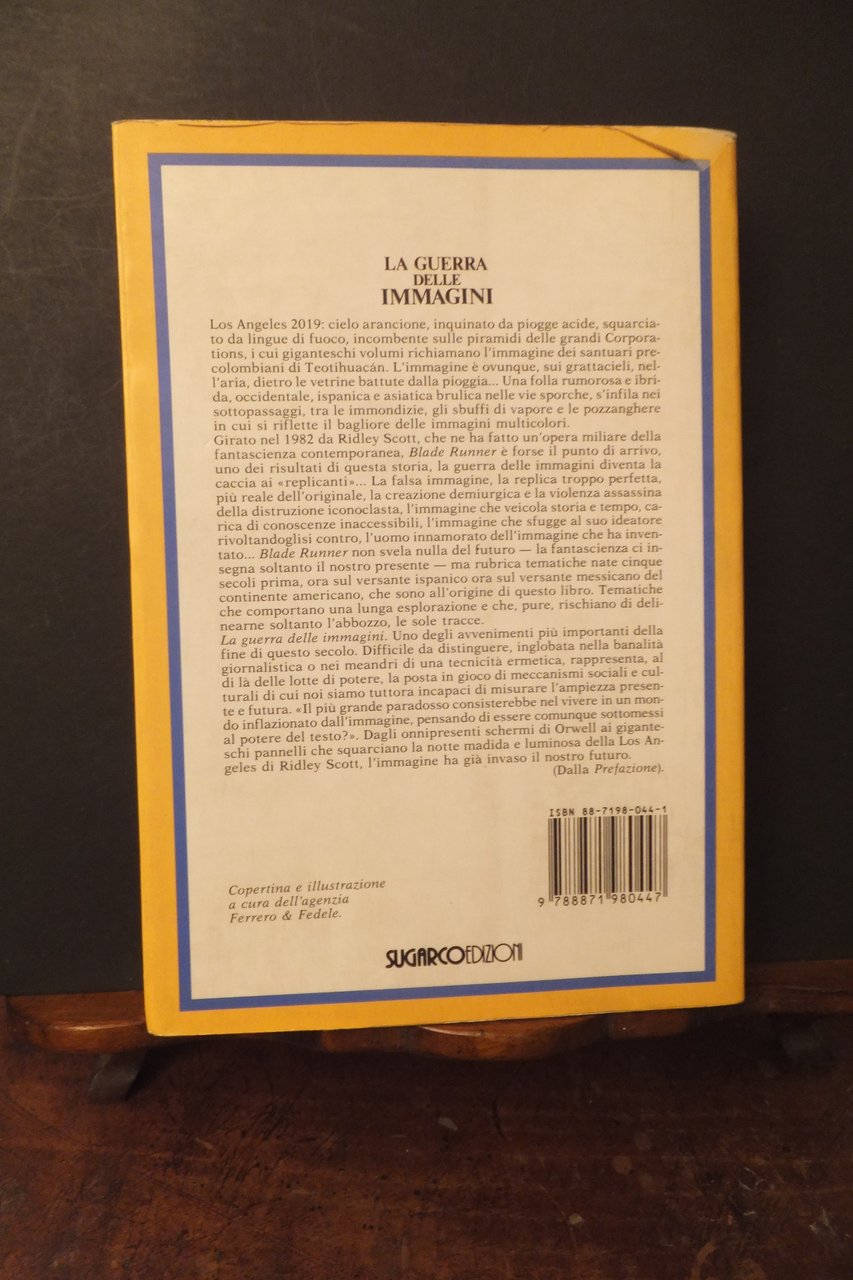 LA GUERRA
DELLE
IMMAGINI
Los Angeles 2019: cielo arancione, inquinato da piogge acide, squarcia-
to da lingue di fuoco, incombente sulle piramidi delle grandi Corpora-
tions, i cui giganteschi volumi richiamano l'immagine dei santuari pre-
colombiani di Teotihuacán. L'immagine è ovunque, sui grattacieli, nel-
l'aria, dietro le vetrine battute dalla pioggia... Una folla rumorosa e ibri-
da, occidentale, ispanica e asiatica brulica nelle vie sporche, s'infila nei
sottopassaggi, tra le immondizie, gli sbuffi di vapore e le pozzanghere
in cui si riflette il bagliore delle immagini multicolori.
Girato nel 1982 da Ridley Scott, che ne ha fatto un'opera miliare della
fantascienza contemporanea, Blade Runner è forse il punto di arrivo,
uno dei risultati di questa storia, la guerra delle immagini diventa la
caccia ai «replicanti»... La falsa immagine, la replica troppo perfetta,
più reale dell'originale, la creazione demiurgica e la violenza assassina
della distruzione iconoclasta, l'immagine che veicola storia e tempo, ca-
rica di conoscenze inaccessibili, l'immagine che sfugge al suo ideatore
rivoltandoglisi contro, l'uomo innamorato dell'immagine che ha inven-
tato... Blade Runner non svela nulla del futuro — la fantascienza ci in-
segna soltanto il nostro presente — ma rubrica tematiche nate cinque
secoli prima, ora sul versante ispanico ora sul versante messicano del
continente americano, che sono all'origine di questo libro. Tematiche
che comportano una lunga esplorazione e che, pure, rischiano di deli-
nearne soltanto l'abbozzo, le sole tracce.
La guerra delle immagini. Uno degli avvenimenti più importanti della
fine di questo secolo. Difficile da distinguere, inglobata nella banalità
giornalistica o nei meandri di una tecnicità ermetica, rappresenta, al
di là delle lotte di potere, la posta in gioco di meccanismi sociali e cul-
turali di cui noi siamo tuttora incapaci di misurare l'ampiezza presen-
te e futura. «Il più grande paradosso consisterebbe nel vivere in un mon-
do inflazionato dall'immagine, pensando di essere comunque sottomessi
al potere del testo?». Dagli onnipresenti schermi di Orwell ai gigante-
schi pannelli che squarciano la notte madida e luminosa della Los An-
geles di Ridley Scott, l'immagine ha già invaso il nostro futuro.
(Dalla Prefazione).
ISBN 88-7198-044-1
9 788871 980447
Copertina e illustrazione
a cura dell'agenzia
Ferrero & Fedele.
SUGARCOEDIZIONI